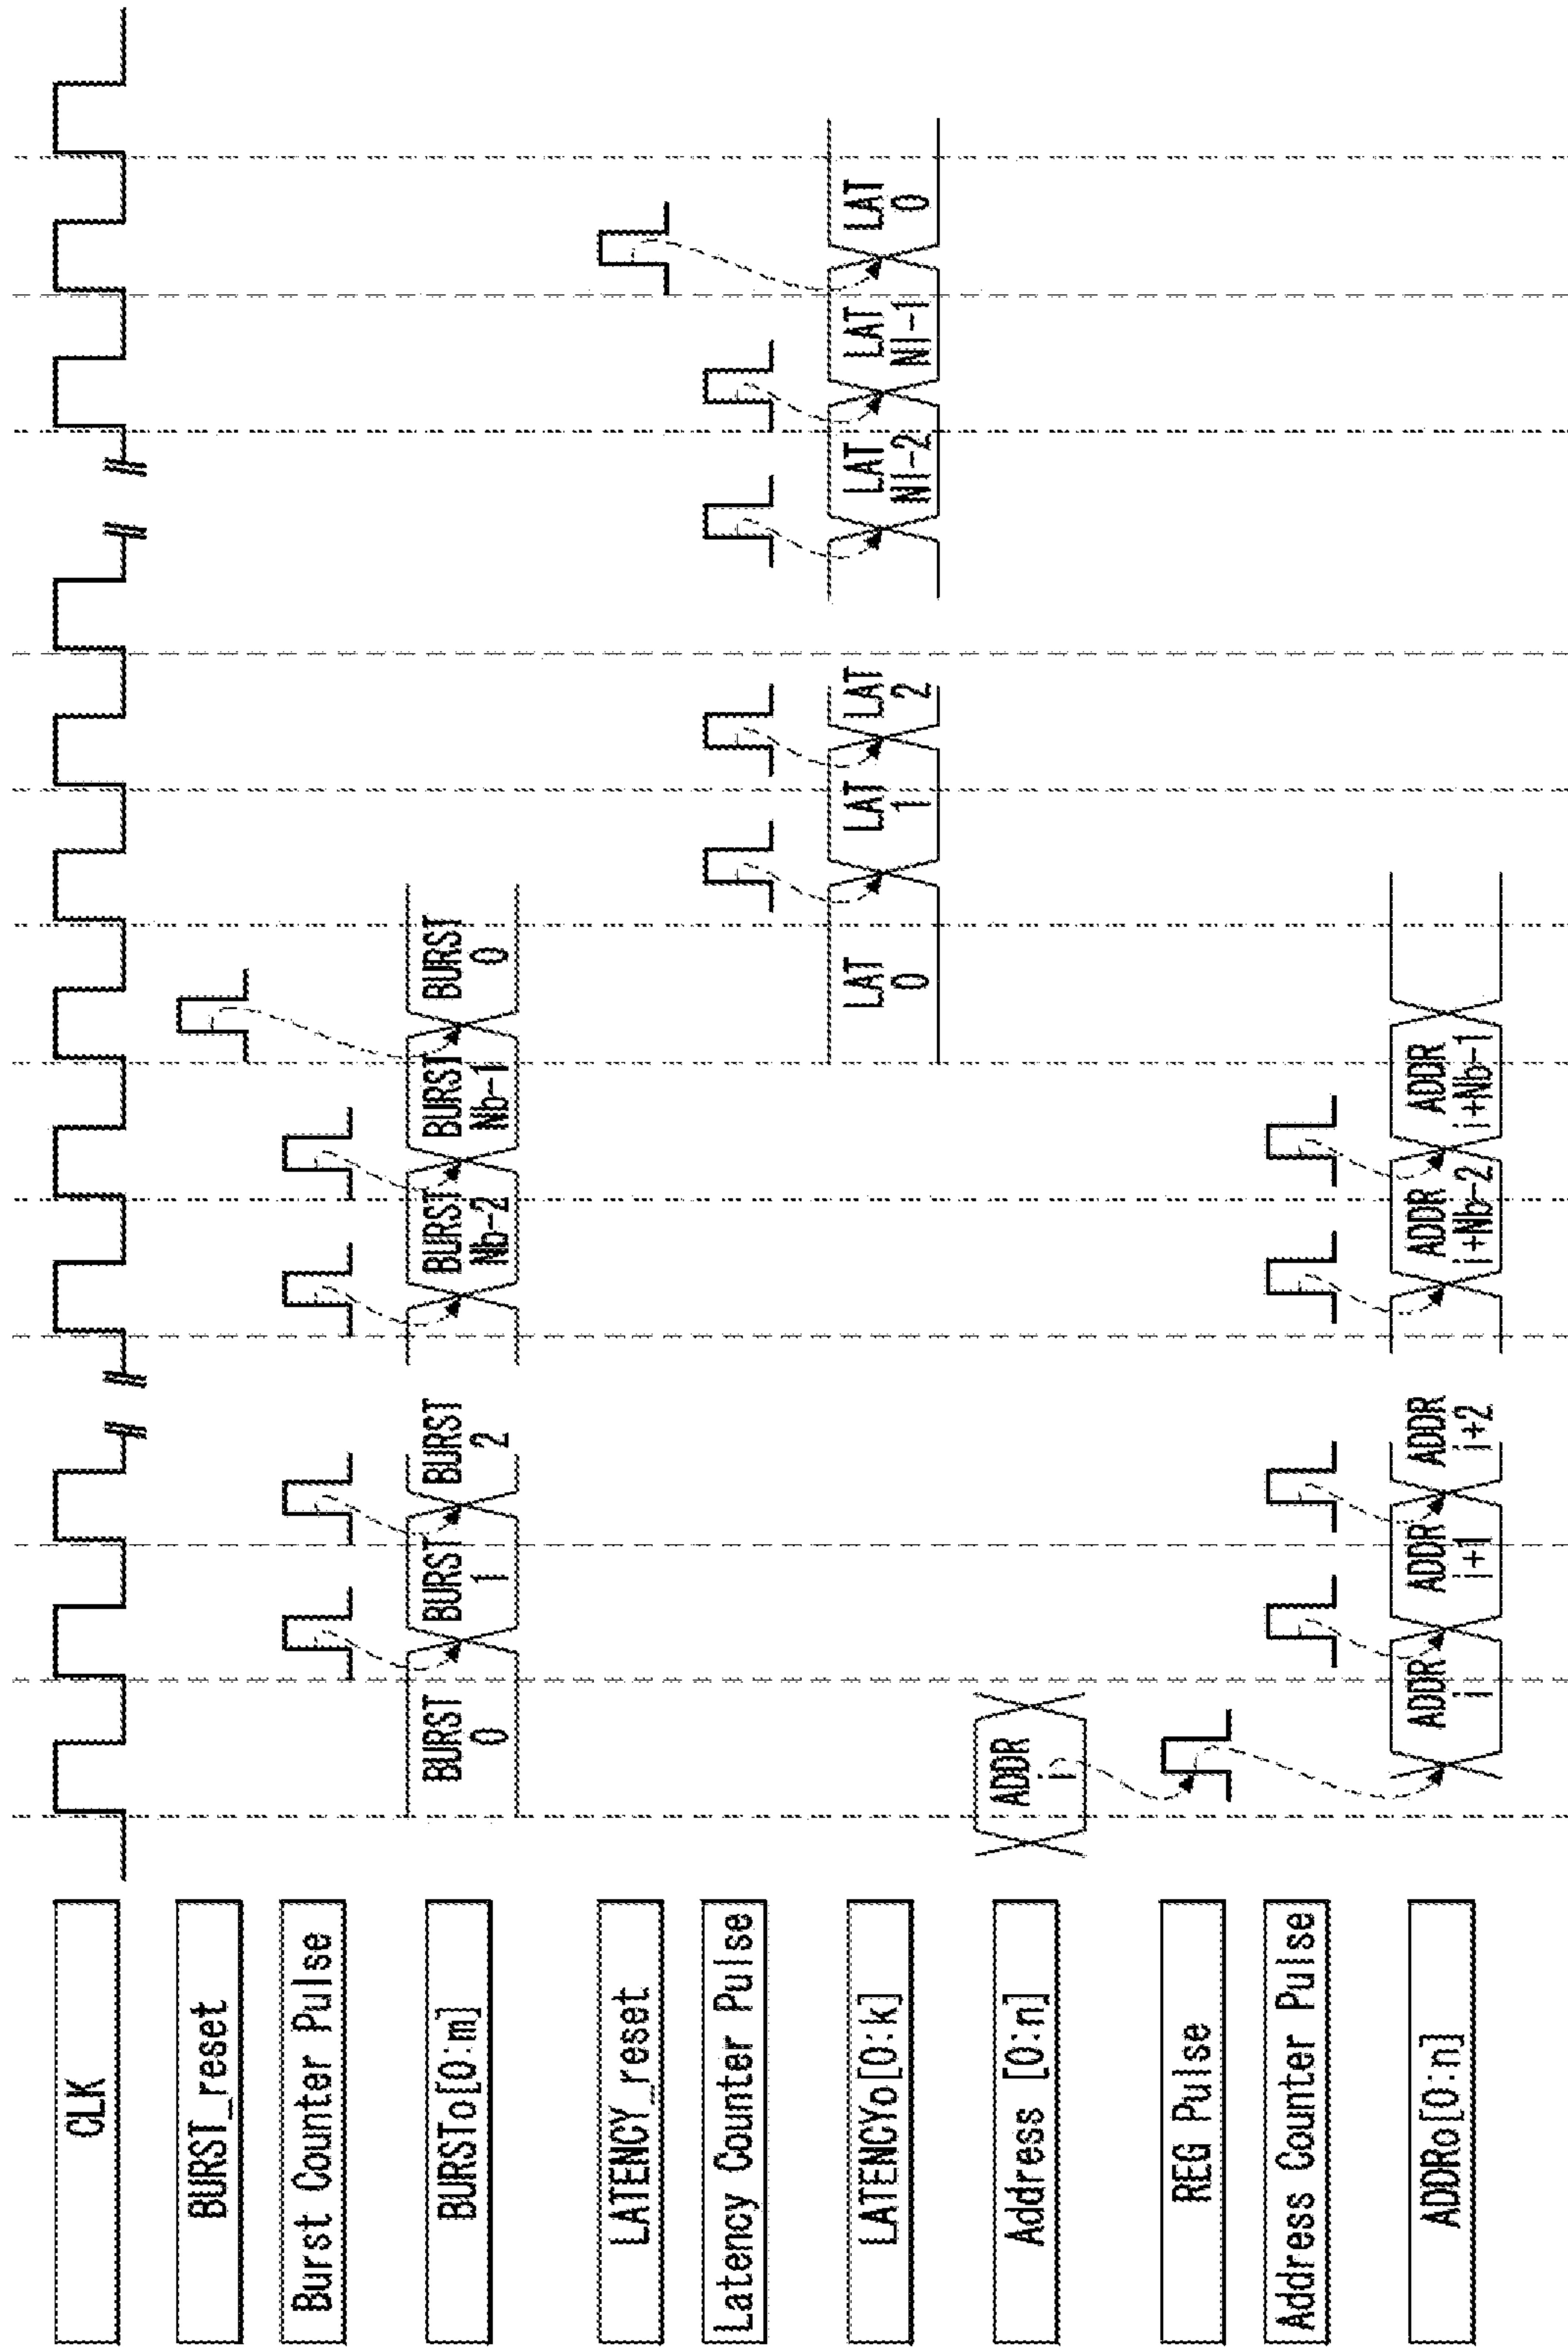 CLK
BURST_reset
Burst Counter Pulse
BURST
0
BURST
1
BURST
2
BURST
Nb-2
BURST
Nb-1
BURST
0
BURSTo[0:m]
LATENCY_reset
Latency Counter Pulse
LATENCYo[0:k]
LAT
0
LAT
1
LAT
2
LAT
Nl-2
LAT
Nl-1
LAT
0
Address [0:n]
ADDR
i
REG Pulse
Address Counter Pulse
ADDRo[0:n]
ADDR
i
ADDR
i+1
ADDR
i+2
ADDR
i+Nb-2
ADDR
i+Nb-1